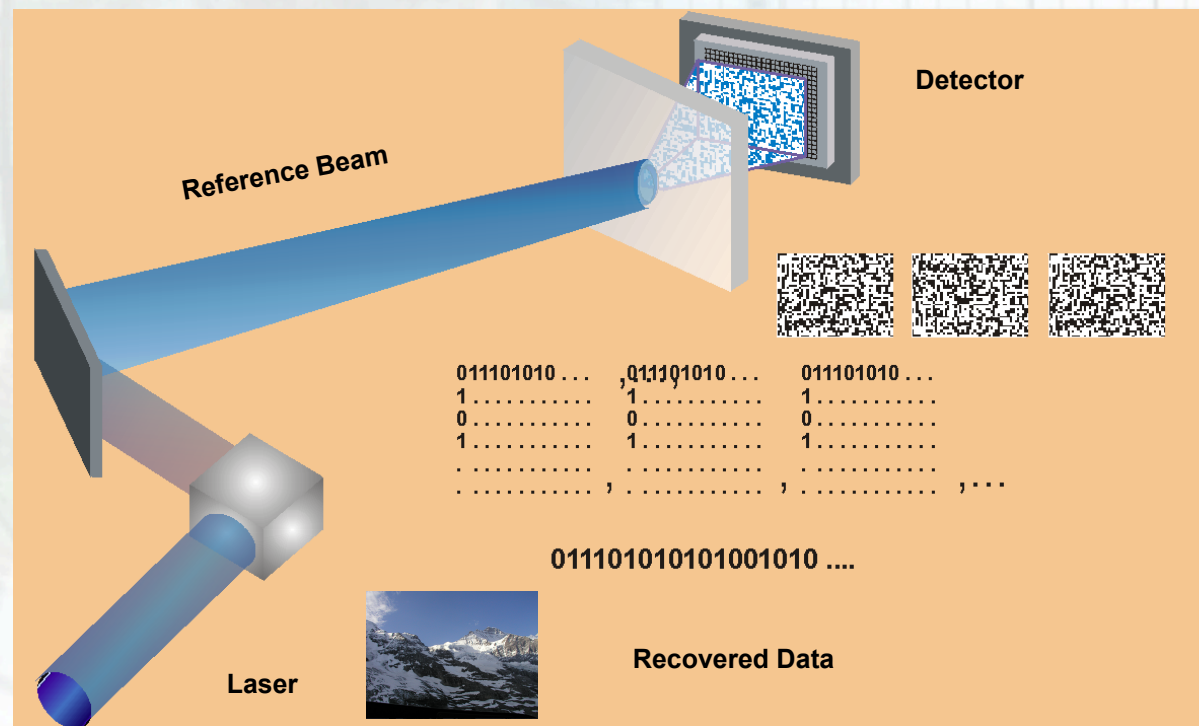 Detector
Reference Beam
011101010 . . . , . . . , 011101010 . . . 011101010 . . .
1 . . . . . . . . . . . 1 . . . . . . . . . . . 1 . . . . . . . . . . .
0 . . . . . . . . . . . 0 . . . . . . . . . . . 0 . . . . . . . . . . .
1 . . . . . . . . . . . 1 . . . . . . . . . . . 1 . . . . . . . . . . .
. . . . . . . . . . . . . . . . . . . . . . . . . . . . . . . . . . . .
. . . . . . . . . . . . , . . . . . . . . . . . . , . . . . . . . . . . . . , . . .
011101010101001010 ....
Recovered Data
Laser